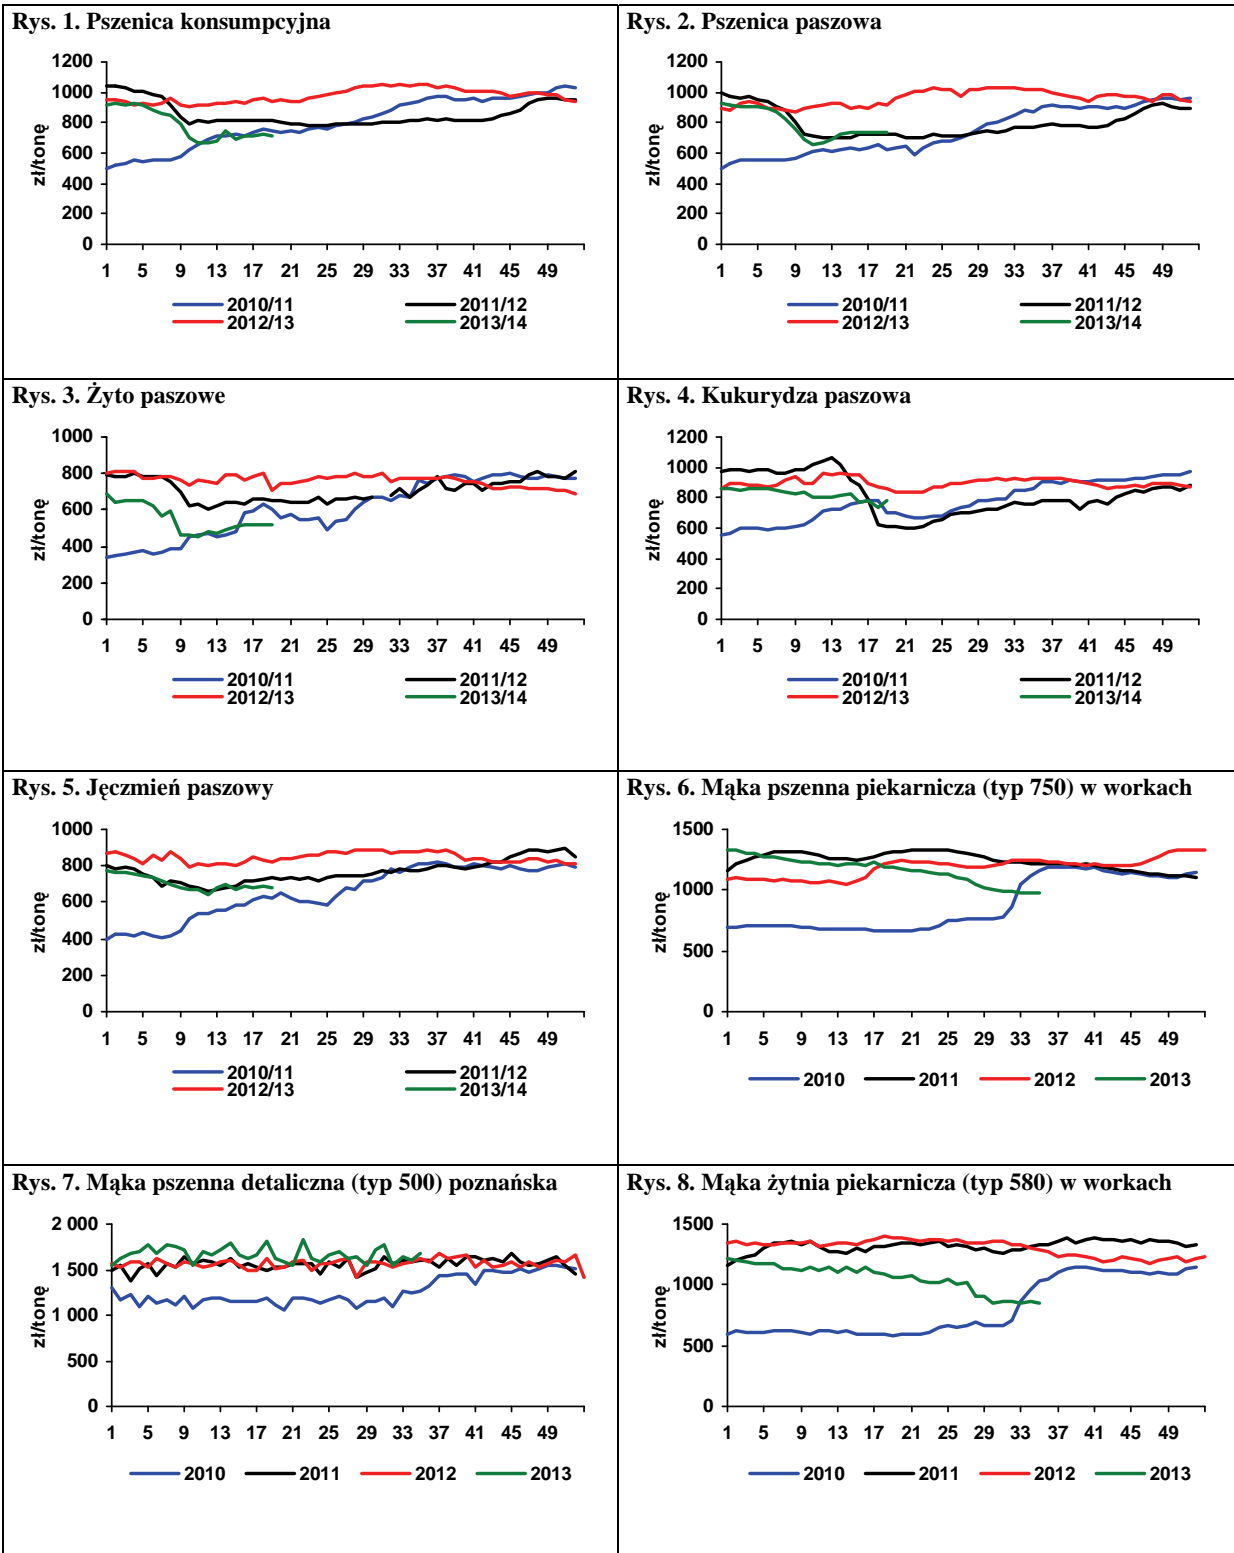 Rys. 1. Pszenica konsumpcyjna
1200
1000
800
600
400
200
0
zł/tonę
1 5 9 13 17 21 25 29 33 37 41 45 49
2010/11 2011/12
2012/13 2013/14
Rys. 2. Pszenica paszowa
1200
1000
800
600
400
200
0
zł/tonę
1 5 9 13 17 21 25 29 33 37 41 45 49
2010/11 2011/12
2012/13 2013/14
Rys. 3. Żyto paszowe
1000
800
600
400
200
0
zł/tonę
1 5 9 13 17 21 25 29 33 37 41 45 49
2010/11 2011/12
2012/13 2013/14
Rys. 4. Kukurydza paszowa
1200
1000
800
600
400
200
0
zł/tonę
1 5 9 13 17 21 25 29 33 37 41 45 49
2010/11 2011/12
2012/13 2013/14
Rys. 5. Jęczmień paszowy
1000
800
600
400
200
0
zł/tonę
1 5 9 13 17 21 25 29 33 37 41 45 49
2010/11 2011/12
2012/13 2013/14
Rys. 6. Mąka pszenna piekarnicza (typ 750) w workach
1500
1000
500
0
zł/tonę
1 5 9 13 17 21 25 29 33 37 41 45 49
2010 2011 2012 2013
Rys. 7. Mąka pszenna detaliczna (typ 500) poznańska
2 000
1 500
1 000
500
0
zł/tonę
1 5 9 13 17 21 25 29 33 37 41 45 49
2010 2011 2012 2013
Rys. 8. Mąka żytnia piekarnicza (typ 580) w workach
1500
1000
500
0
zł/tonę
1 5 9 13 17 21 25 29 33 37 41 45 49
2010 2011 2012 2013